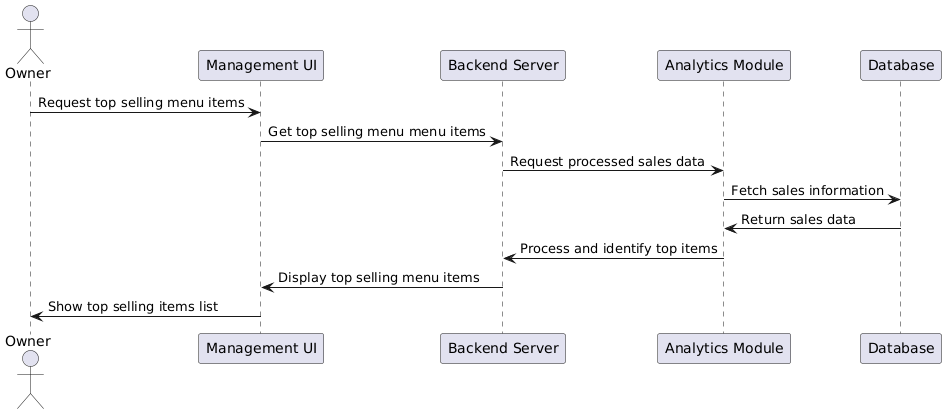 Owner
Management UI
Backend Server
Analytics Module
Database
Request top selling menu items
Get top selling menu menu items
Request processed sales data
Fetch sales information
Return sales data
Process and identify top items
Display top selling menu items
Show top selling items list
Owner
Management UI
Backend Server
Analytics Module
Database